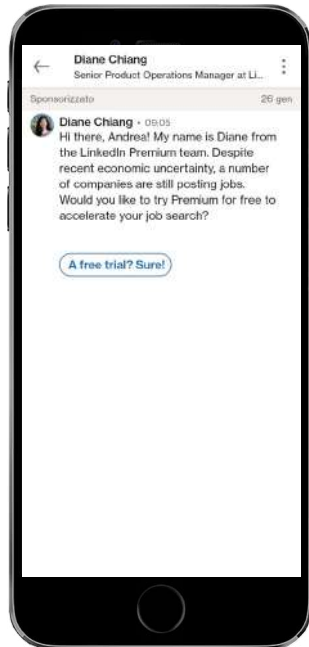 Diane Chiang
Senior Product Operations Manager at Li...
Sponsorizzato 26 gen
Diane Chiang • 09:05
Hi there, Andrea! My name is Diane from
the LinkedIn Premium team. Despite
recent economic uncertainty, a number
of companies are still posting jobs.
Would you like to try Premium for free to
accelerate your job search?
A free trial? Sure!